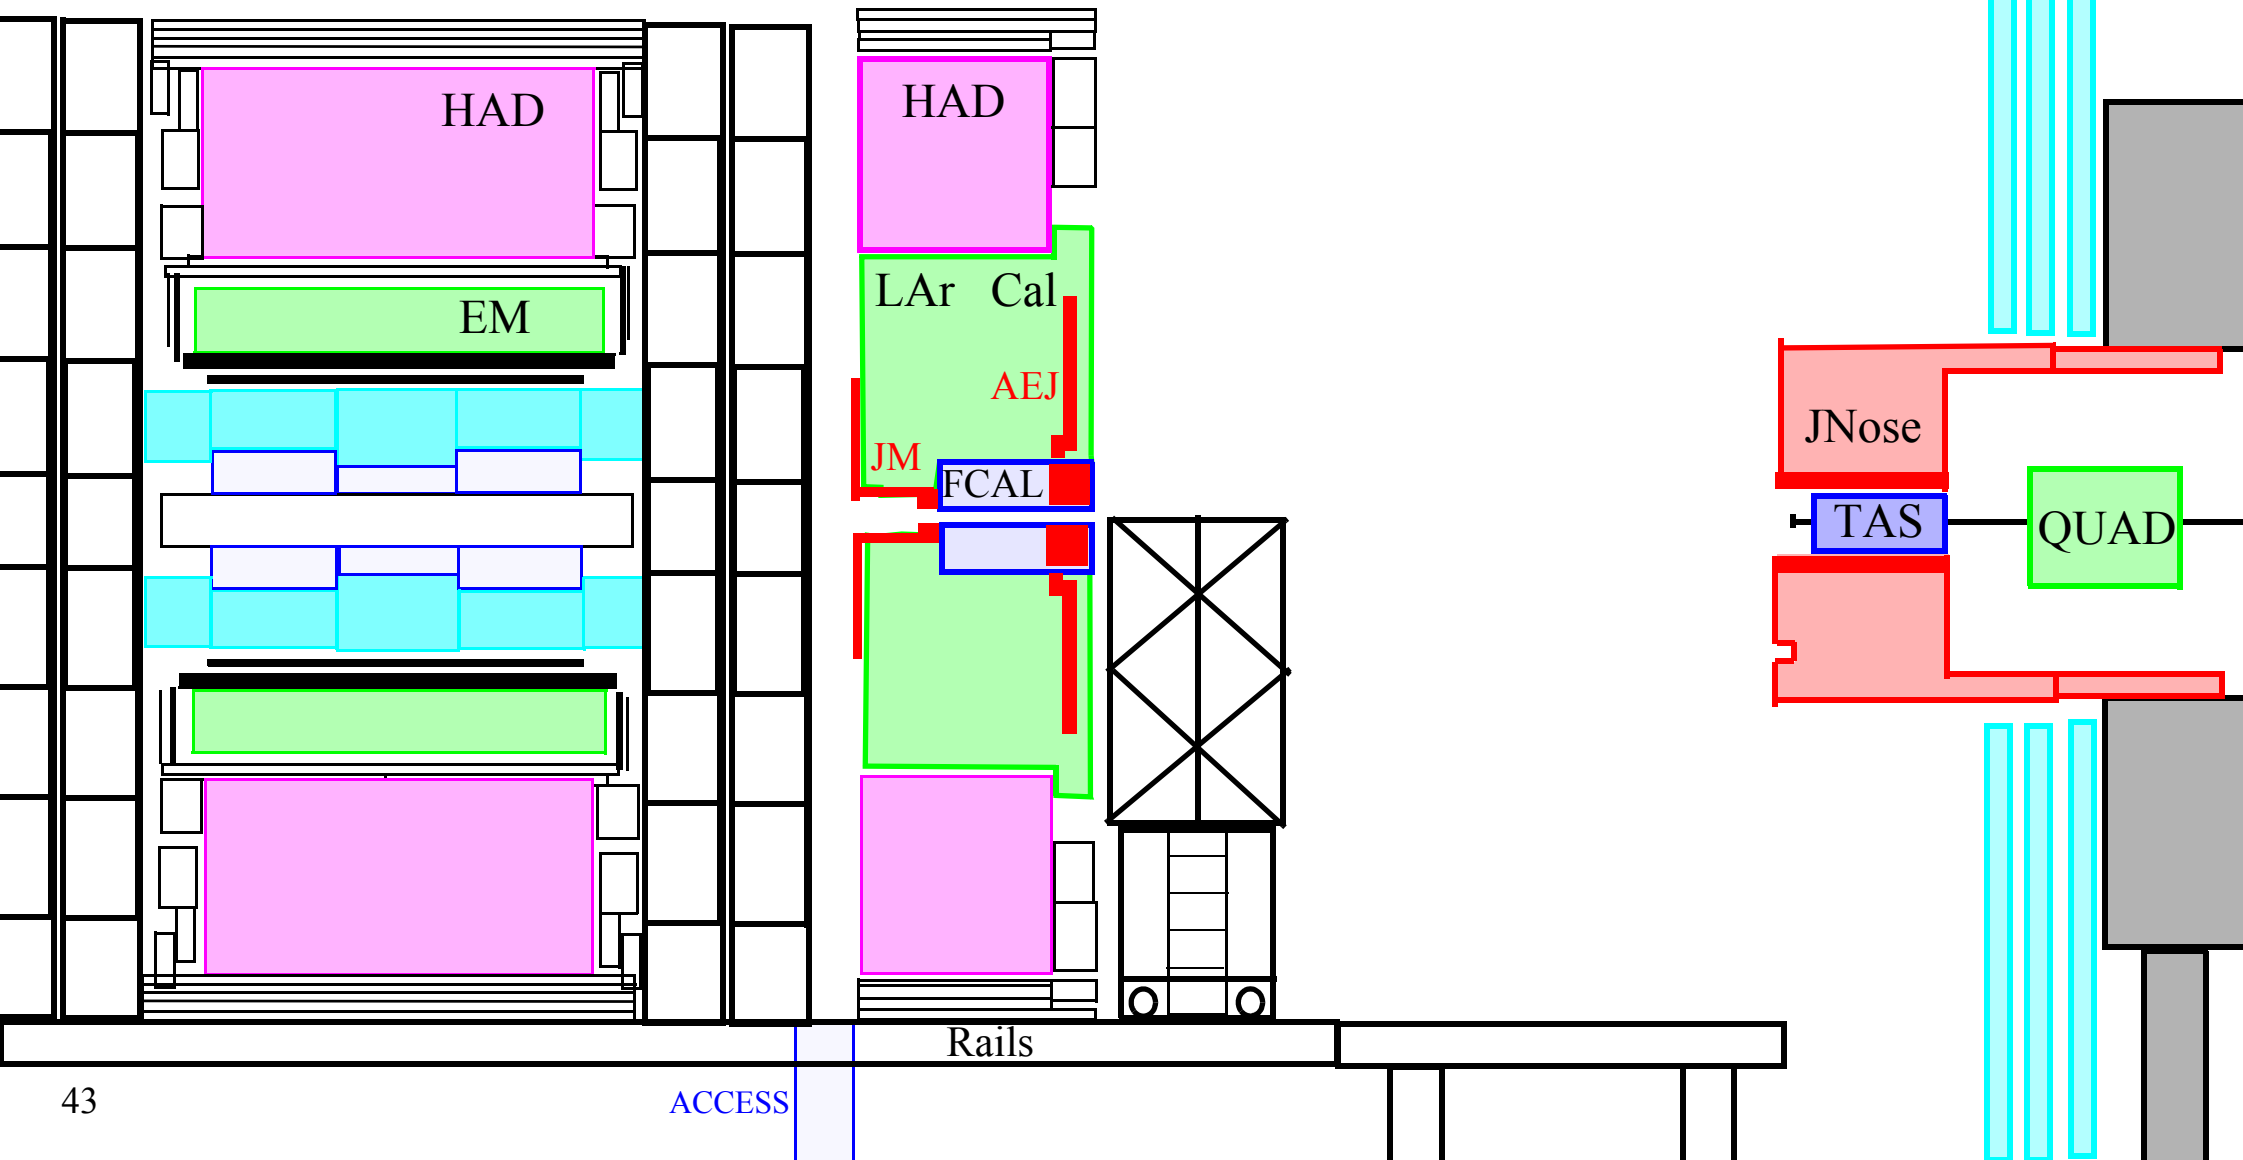 HAD
HAD
LAr Cal
EM
AEJ
JM
FCAL
JNose
TAS
QUAD
Rails
43
ACCESS